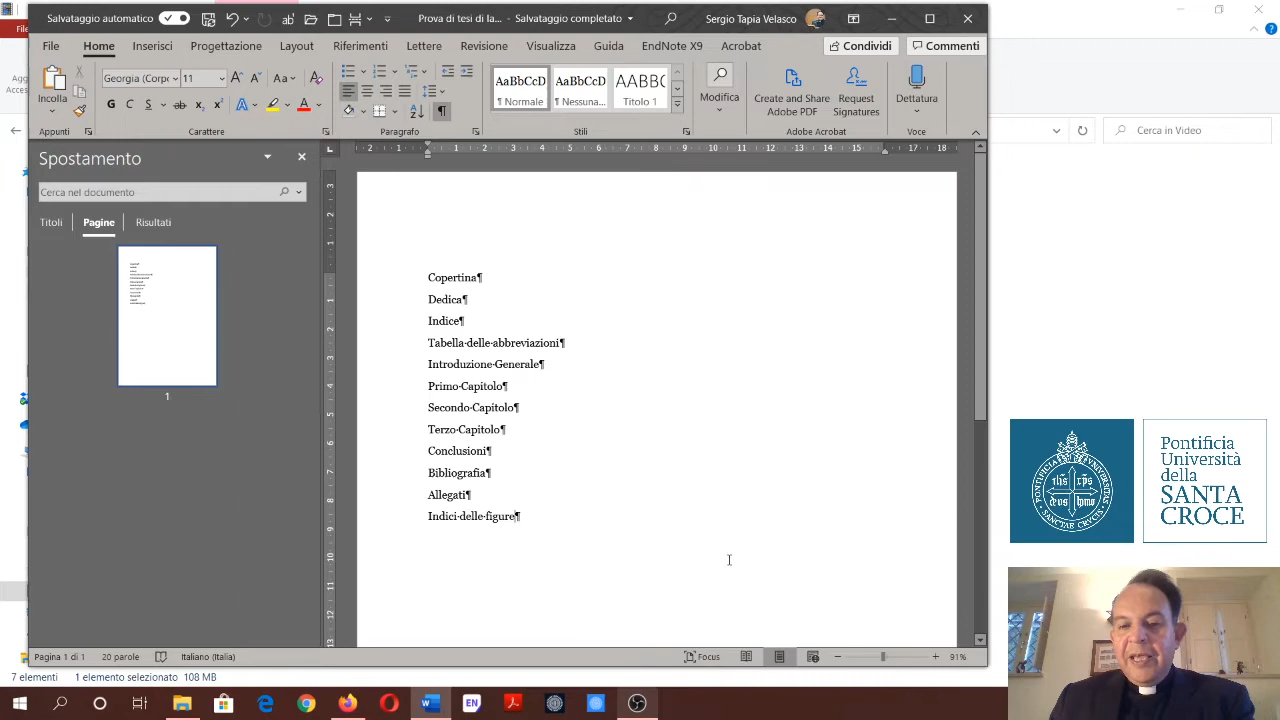 Salvataggio automatico
Prova di tesi di la... - Salvataggio completato
Sergio Tapia Velasco
File Home Inserisci Progettazione Layout Riferimenti Lettere Revisione Visualizza Guida EndNote X9 Acrobat Condividi Commenti
Incolla
Appunti
Georgia (Corp 11
Carattere
Paragrafo
AaBbCcD AaBbCcD AABBC
¶ Normale ¶ Nessuna... Titolo 1
Stili
Modifica
Create and Share
Adobe PDF
Request
Signatures
Adobe Acrobat
Dettatura
Voce
Cerca in Video
Spostamento
Cerca nel documento
Titoli Pagine Risultati
1
Copertina¶
Dedica¶
Indice¶
Tabella·delle·abbreviazioni¶
Introduzione·Generale¶
Primo·Capitolo¶
Secondo·Capitolo¶
Terzo·Capitolo¶
Conclusioni¶
Bibliografia¶
Allegati¶
Indici·delle·figure¶
Pontificia
Università
della
SANTA
CROCE
Pagina 1 di 1 20 parole Italiano (Italia) Focus 91%
7 elementi 1 elemento selezionato 108 MB